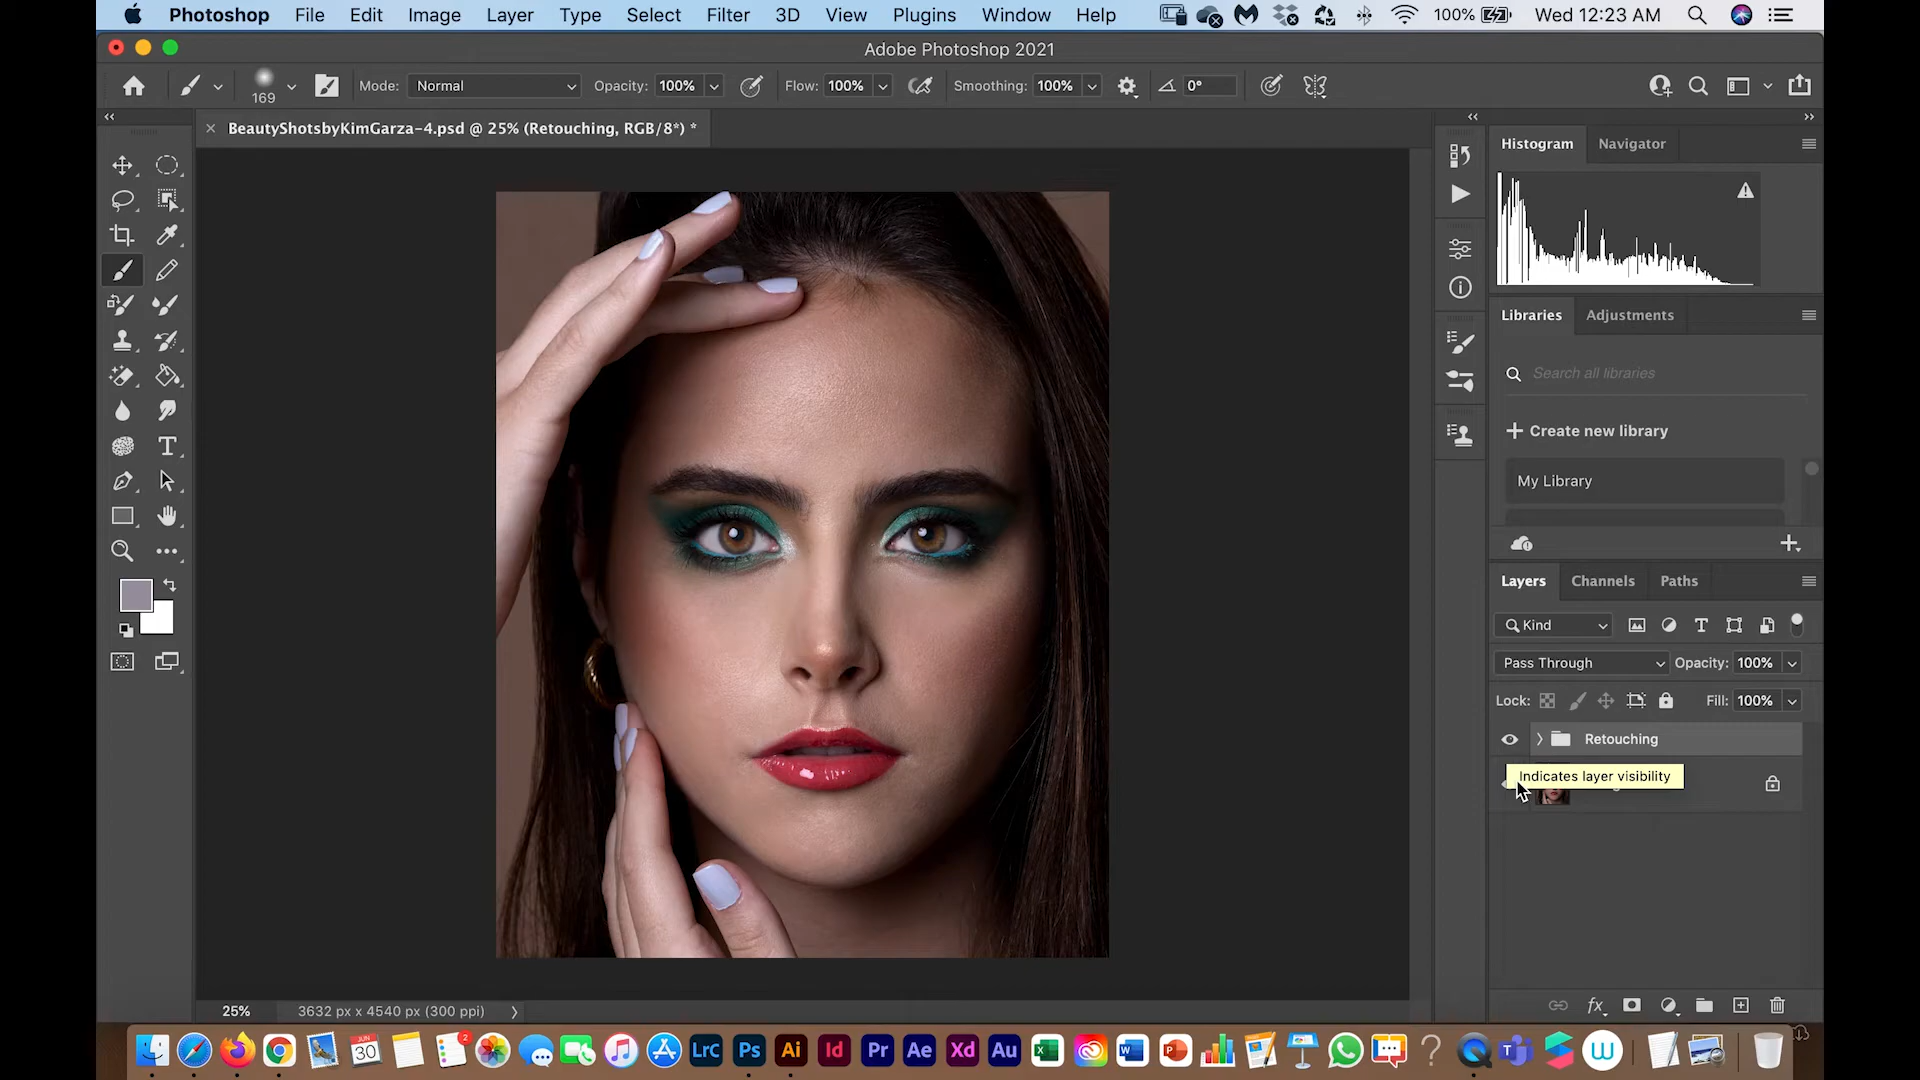 Photoshop File Edit Image Layer Type Select Filter 3D View Plugins Window Help 100% Wed 12:23 AM
Adobe Photoshop 2021
169 Mode: Normal Opacity: 100% Flow: 100% Smoothing: 100% 0°
× BeautyShotsbyKimGarza-4.psd @ 25% (Retouching, RGB/8*) *
Histogram Navigator
Libraries Adjustments
Search all libraries
+ Create new library
My Library
Layers Channels Paths
Kind
Pass Through Opacity: 100%
Lock: Fill: 100%
Retouching
Indicates layer visibility
fx
25% 3632 px x 4540 px (300 ppi)
JUN 30 2 LrC Ps Ai Id Pr Ae Xd Au X W P ? T W